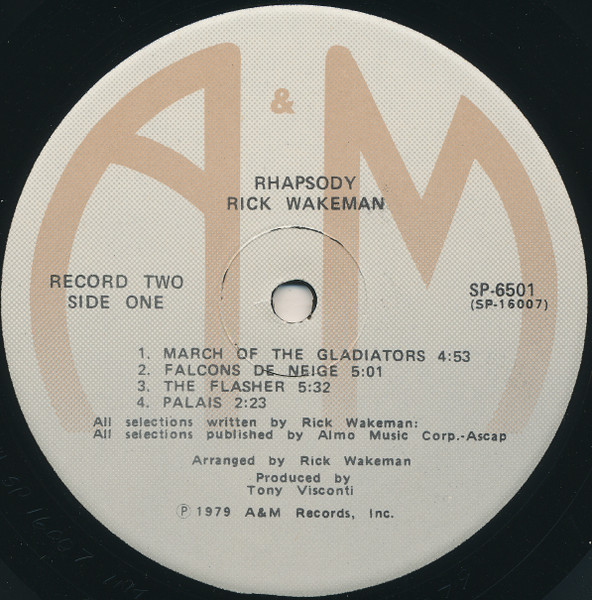 A & M
RHAPSODY
RICK WAKEMAN
RECORD TWO
SIDE ONE
SP-6501
(SP-16007)
1. MARCH OF THE GLADIATORS 4:53
2. FALCONS DE NEIGE 5:01
3. THE FLASHER 5:32
4. PALAIS 2:23
All selections written by Rick Wakeman:
All selections published by Almo Music Corp.-Ascap
Arranged by Rick Wakeman
Produced by
Tony Visconti
℗ 1979 A&M Records, Inc.
SP 16007